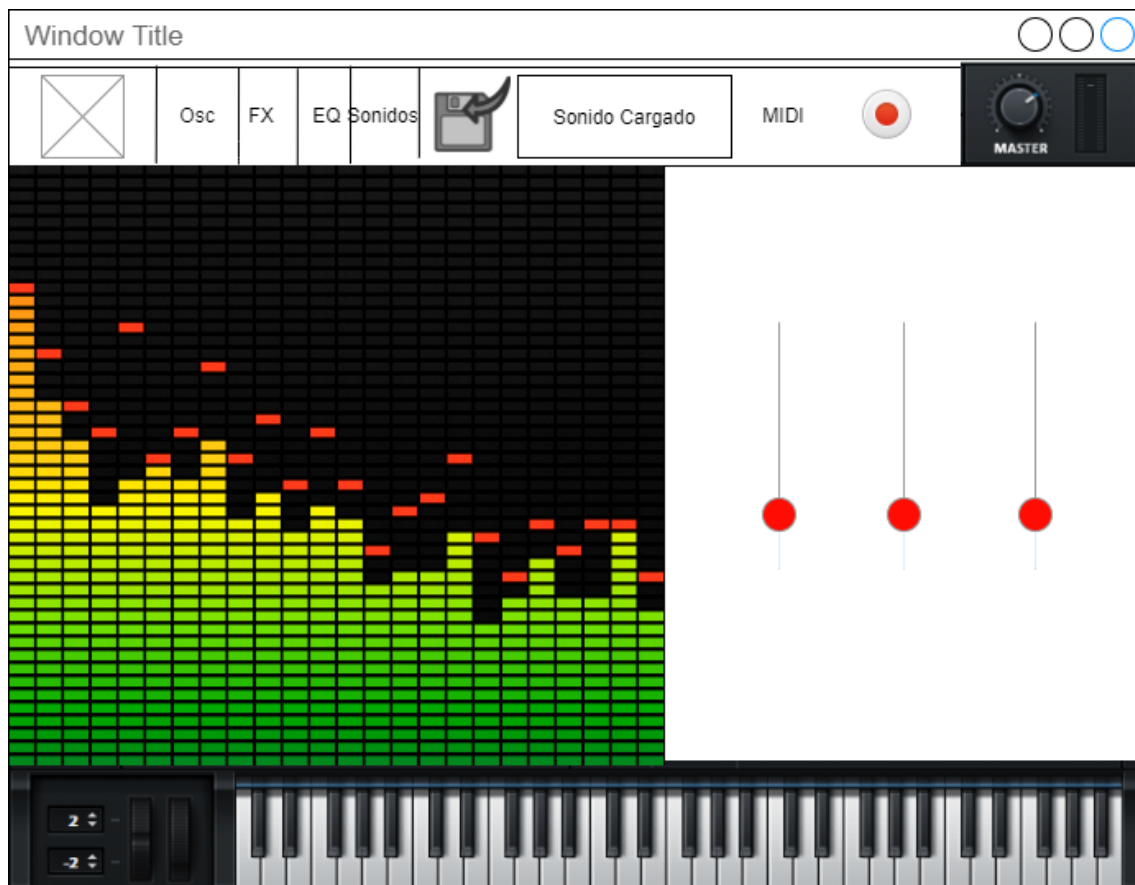 Window Title
Osc
FX
EQ
Sonidos
Sonido Cargado
MIDI
MASTER
2
-2